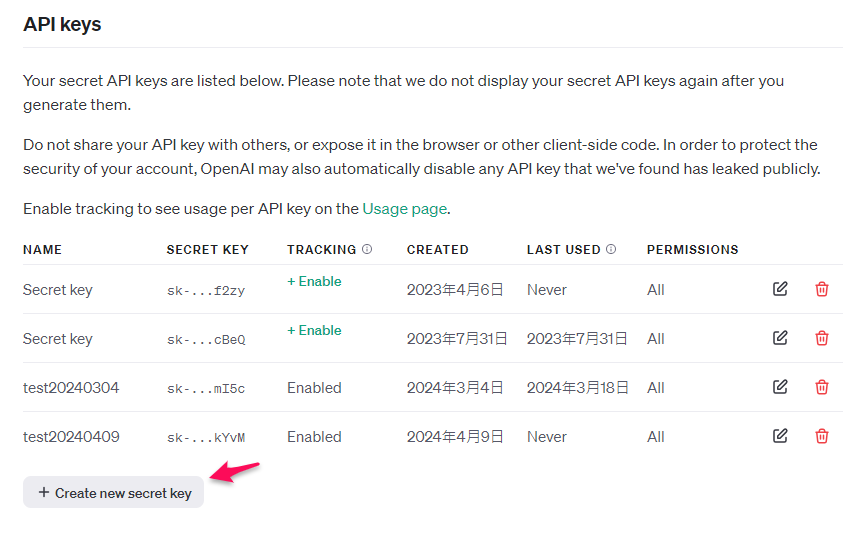 API keys
Your secret API keys are listed below. Please note that we do not display your secret API keys again after you
generate them.
Do not share your API key with others, or expose it in the browser or other client-side code. In order to protect the
security of your account, OpenAI may also automatically disable any API key that we've found has leaked publicly.
Enable tracking to see usage per API key on the Usage page.
NAME SECRET KEY TRACKING CREATED LAST USED PERMISSIONS
Secret key sk-...f2zy + Enable 2023年4月6日 Never All
Secret key sk-...cBeQ + Enable 2023年7月31日 2023年7月31日 All
test20240304 sk-...mI5c Enabled 2024年3月4日 2024年3月18日 All
test20240409 sk-...kYvM Enabled 2024年4月9日 Never All
+ Create new secret key